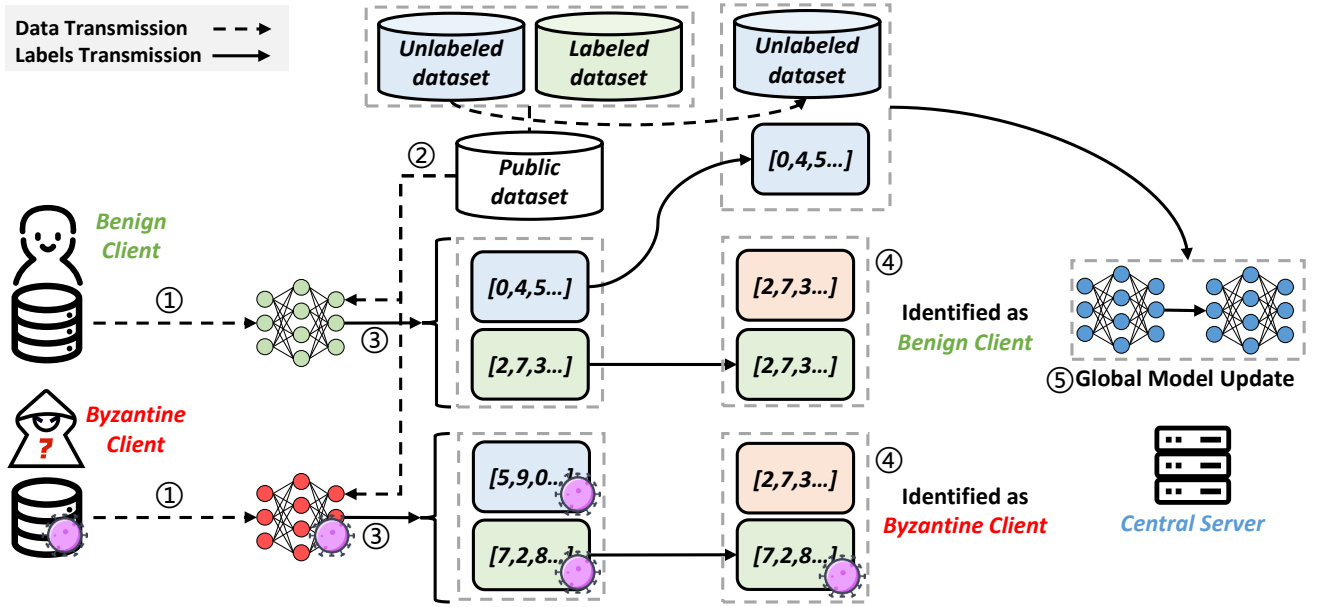 Data Transmission
Labels Transmission
Unlabeled
dataset
Labeled
dataset
Unlabeled
dataset
[0,4,5...]
②
Public
dataset
Benign
Client
①
③
[0,4,5...]
[2,7,3...]
[2,7,3...]
[2,7,3...]
④
Identified as
Benign Client
⑤ Global Model Update
Byzantine
Client
?
①
③
[5,9,0...]
[7,2,8...]
[2,7,3...]
[7,2,8...]
④
Identified as
Byzantine Client
Central Server